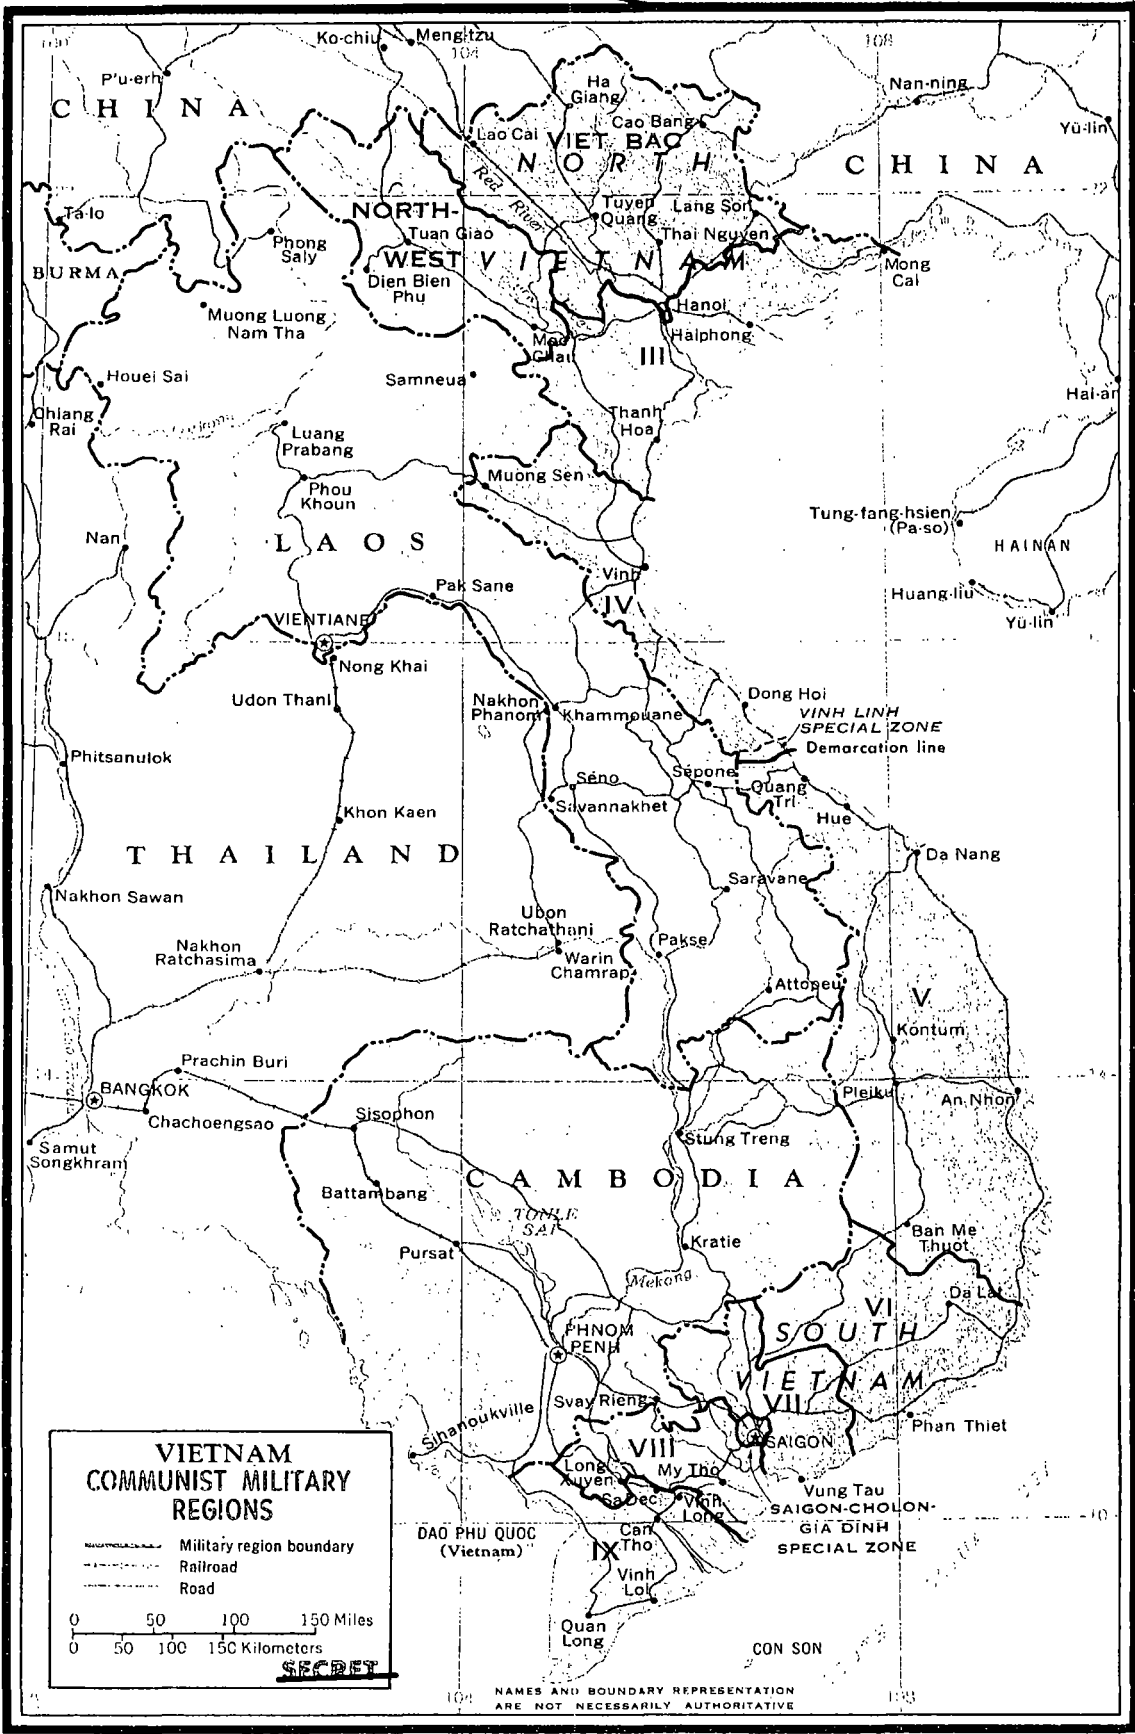 Ko-chiu
Mengtzu
104
108
P'u-erh
CHINA
Ha
Giang
Nan-ning
Lao Cai
Cao Bang
VIET BAC
Yü-lin
NORTH
CHINA
Red
River
Ta-lo
NORTH-
Tuyen
Quang
Lang Son
Phong
Saly
Tuan Giao
Thai Nguyen
BURMA
WEST
VIETNAM
Mong
Cai
Dien Bien
Phu
Muong Luong
Nam Tha
Hanoi
Moc
Chau
Haiphong
III
Houei Sai
Samneua
Chiang
Rai
Luang
Prabang
Thanh
Hoa
Phou
Khoun
Muong Sen
Tung-fang-hsien
(Pa-so)
Nan
LAOS
HAINAN
Vinh
Pak Sane
Huang-liu
VIENTIANE
IV
Yü-lin
Nong Khai
Udon Thani
Nakhon
Phanom
Khammouane
Dong Hoi
VINH LINH
SPECIAL ZONE
Demarcation line
Phitsanulok
Séno
Sépone
Quang
Tri
Savannakhet
Khon Kaen
Hue
THAILAND
Da Nang
Nakhon Sawan
Saravane
Ubon
Ratchathani
Nakhon
Ratchasima
Warin
Chamrap
Pakse
Attopeu
V
Kontum
Prachin Buri
BANGKOK
Pleiku
An Nhon
Chachoengsao
Sisophon
Samut
Songkhram
Stung Treng
CAMBODIA
Battambang
TONLE
SAP
Ban Me
Thuot
Pursat
Kratie
Mekong
Da Lat
VI
SOUTH
PHNOM
PENH
VIETNAM
Svay Rieng
VII
Phan Thiet
Sihanoukville
SAIGON
VIII
Long
Xuyen
My Tho
Vung Tau
Sa Dec
Vinh
Long
SAIGON-CHOLON-
GIA DINH
SPECIAL ZONE
DAO PHU QUOC
(Vietnam)
Can
Tho
IX
Vinh
Loi
Quan
Long
CON SON
VIETNAM
COMMUNIST MILITARY
REGIONS
Military region boundary
Railroad
Road
0 50 100 150 Miles
0 50 100 150 Kilometers
SECRET
104
NAMES AND BOUNDARY REPRESENTATION
ARE NOT NECESSARILY AUTHORITATIVE